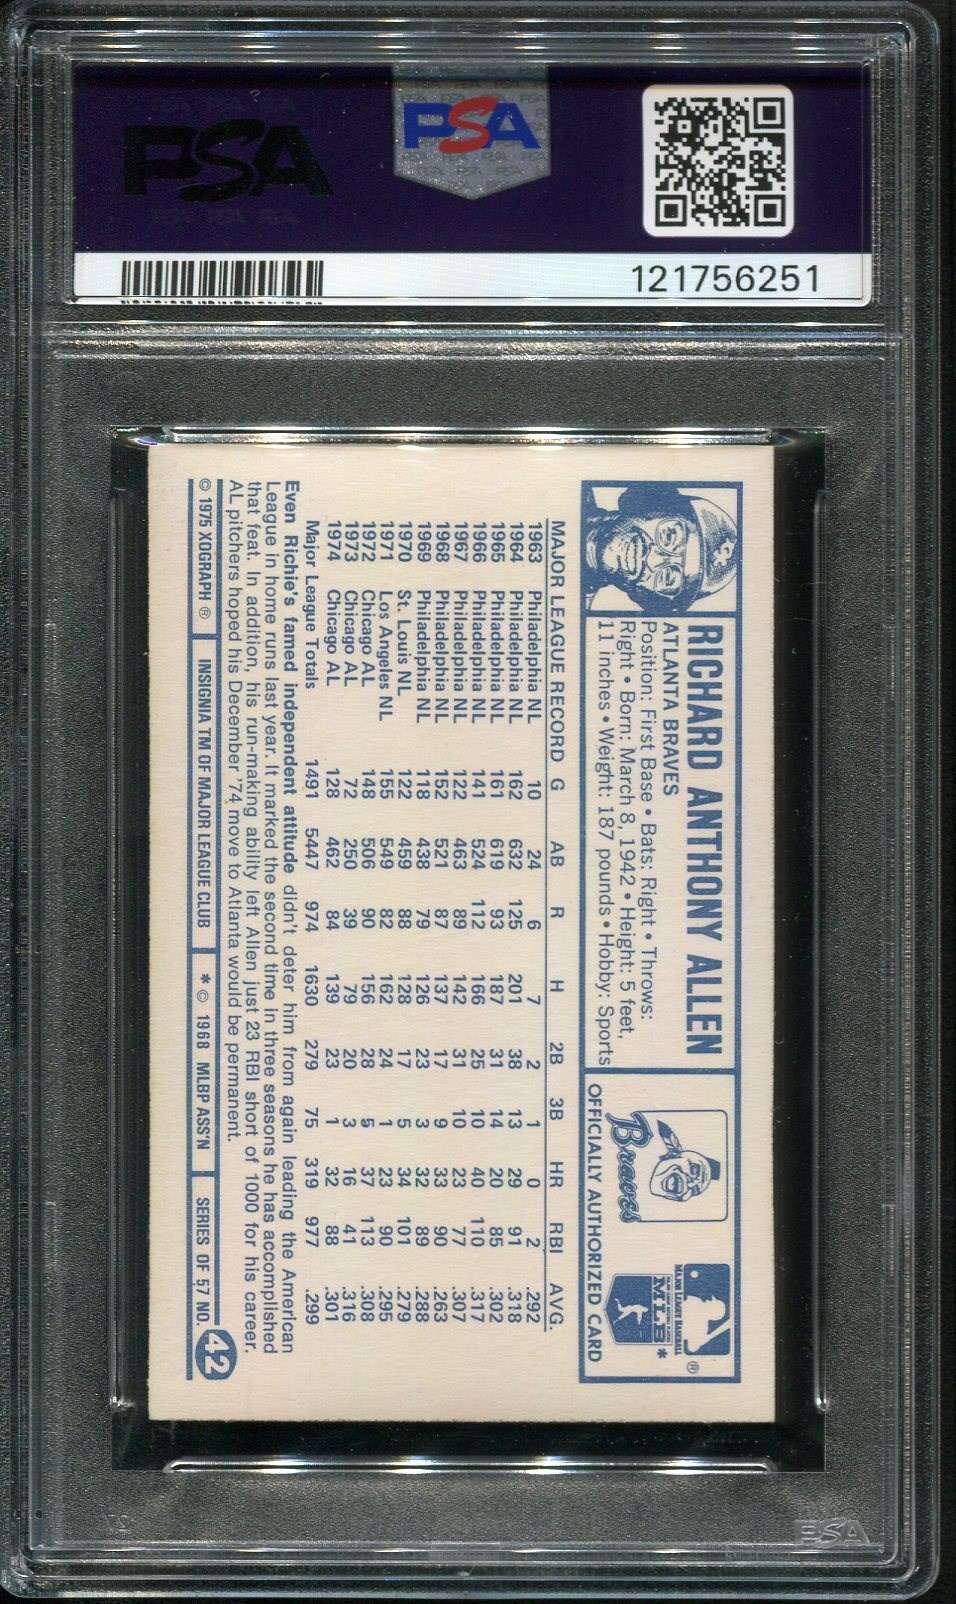 PSA
PSA
121756251
RICHARD ANTHONY ALLEN
ATLANTA BRAVES
Position: First Base • Bats: Right • Throws:
Right • Born: March 8, 1942 • Height: 5 feet,
11 inches • Weight: 187 pounds • Hobby: Sports
Braves
MAJOR LEAGUE BASEBALL
®
MLB*
OFFICIALLY AUTHORIZED CARD
MAJOR LEAGUE RECORD G AB R H 2B 3B HR RBI AVG.
1963 Philadelphia NL 10 24 6 7 2 1 0 2 .292
1964 Philadelphia NL 162 632 125 201 38 13 29 91 .318
1965 Philadelphia NL 161 619 93 187 31 14 20 85 .302
1966 Philadelphia NL 141 524 112 166 25 10 40 110 .317
1967 Philadelphia NL 122 463 89 142 31 10 23 77 .307
1968 Philadelphia NL 152 521 87 137 17 9 33 90 .263
1969 Philadelphia NL 118 438 79 126 23 3 32 89 .288
1970 St. Louis NL 122 459 88 128 17 5 34 101 .279
1971 Los Angeles NL 155 549 82 162 24 1 23 90 .295
1972 Chicago AL 148 506 90 156 28 5 37 113 .308
1973 Chicago AL 72 250 39 79 20 3 16 41 .316
1974 Chicago AL 128 462 84 139 23 1 32 88 .301
Major League Totals 1491 5447 974 1630 279 75 319 977 .299
Even Richie's famed independent attitude didn't deter him from again leading the American
League in home runs last year. It marked the second time in three seasons he has accomplished
that feat. In addition, his run-making ability left Allen just 23 RBI short of 1000 for his career.
AL pitchers hoped his December '74 move to Atlanta would be permanent.
© 1975 XOGRAPH ® INSIGNIA TM OF MAJOR LEAGUE CLUB * © 1968 MLBP ASS'N SERIES OF 57 NO. 42
PSA